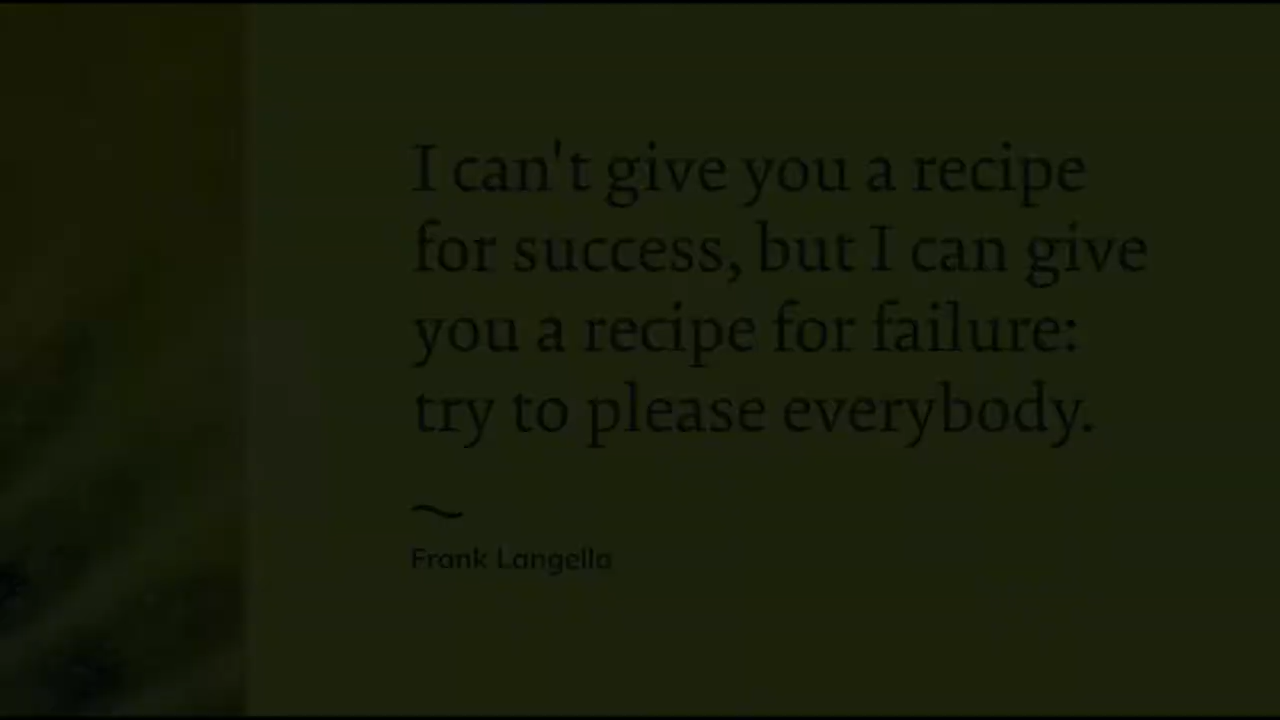 I can't give you a recipe
for success, but I can give
you a recipe for failure:
try to please everybody.
~
Frank Langella